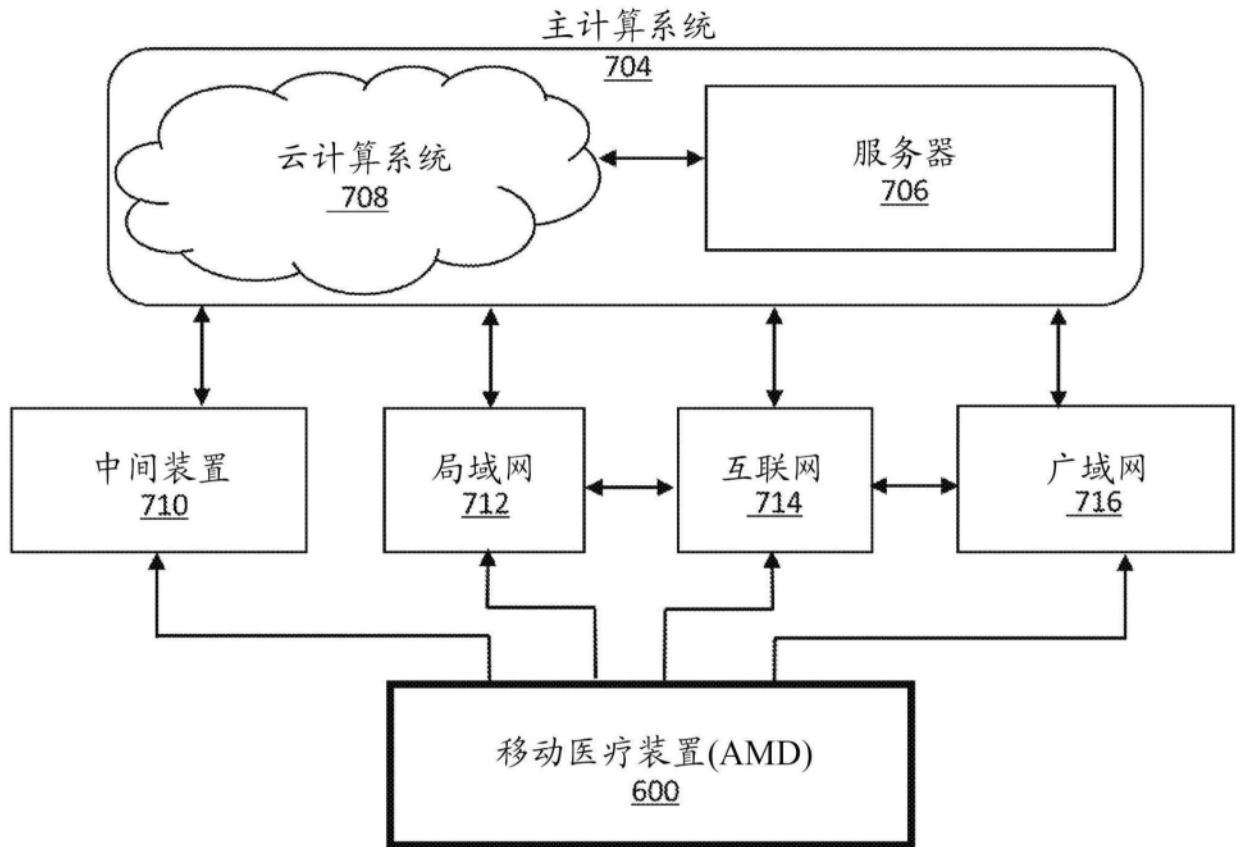 主计算系统
704
云计算系统
708
服务器
706
中间装置
710
局域网
712
互联网
714
广域网
716
移动医疗装置(AMD)
600